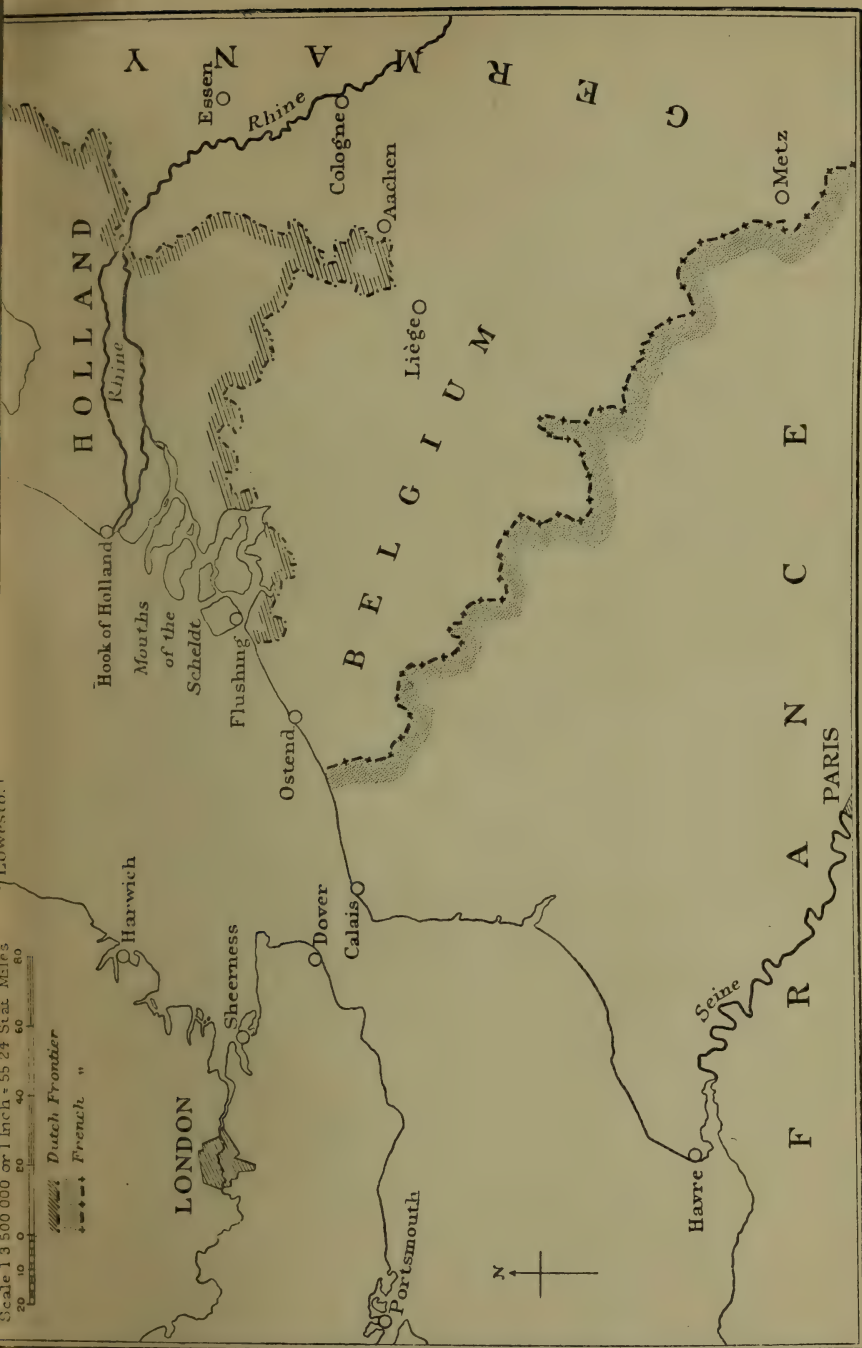 Scale 1 3 500 000 or 1 Inch = 55 24 Stat Miles
20 10 0 20 40 60 80
Dutch Frontier
French "
HOLLAND
Rhine
Hook of Holland
Mouths
of the
Scheldt
Flushing
Harwich
Essen
Rhine
Cologne
Aachen
GERMANY
LONDON
Sheerness
Dover
Ostend
Calais
BELGIUM
Liège
Portsmouth
N
Metz
Havre
Seine
PARIS
FRANCE